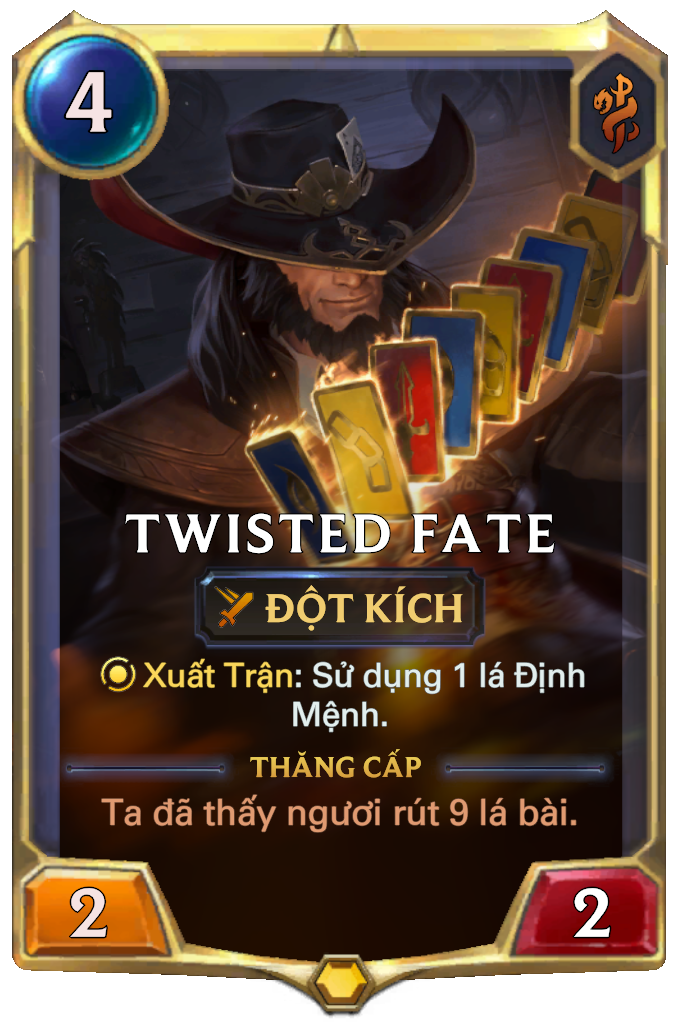 4
TWISTED FATE
ĐỘT KÍCH
Xuất Trận: Sử dụng 1 lá Định
Mệnh.
THĂNG CẤP
Ta đã thấy ngươi rút 9 lá bài.
2
2